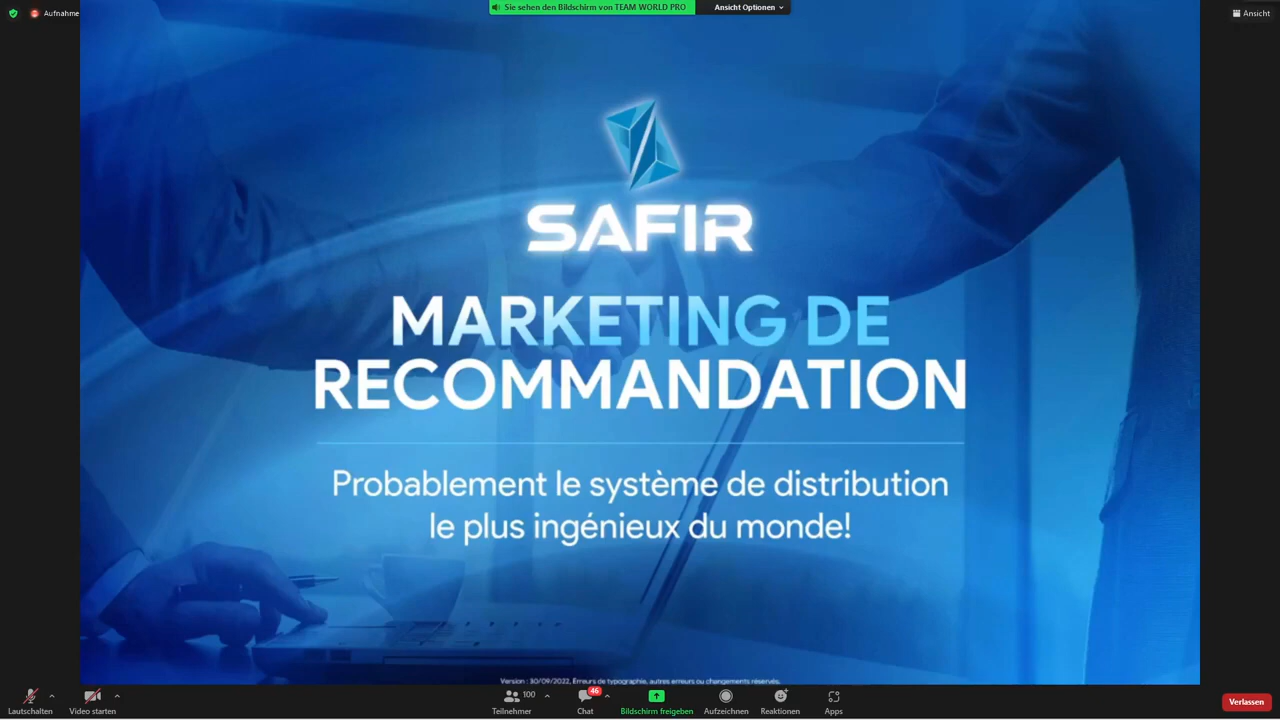 Aufnahme
Sie sehen den Bildschirm von TEAM WORLD PRO
Ansicht Optionen
Ansicht
SAFIR
MARKETING DE
RECOMMANDATION
Probablement le système de distribution
le plus ingénieux du monde!
Version : 30/09/2022, Erreurs de typographie, autres erreurs ou changements réservés.
Lautschalten
Video starten
100
Teilnehmer
46
Chat
Bildschirm freigeben
Aufzeichnen
Reaktionen
Apps
Verlassen